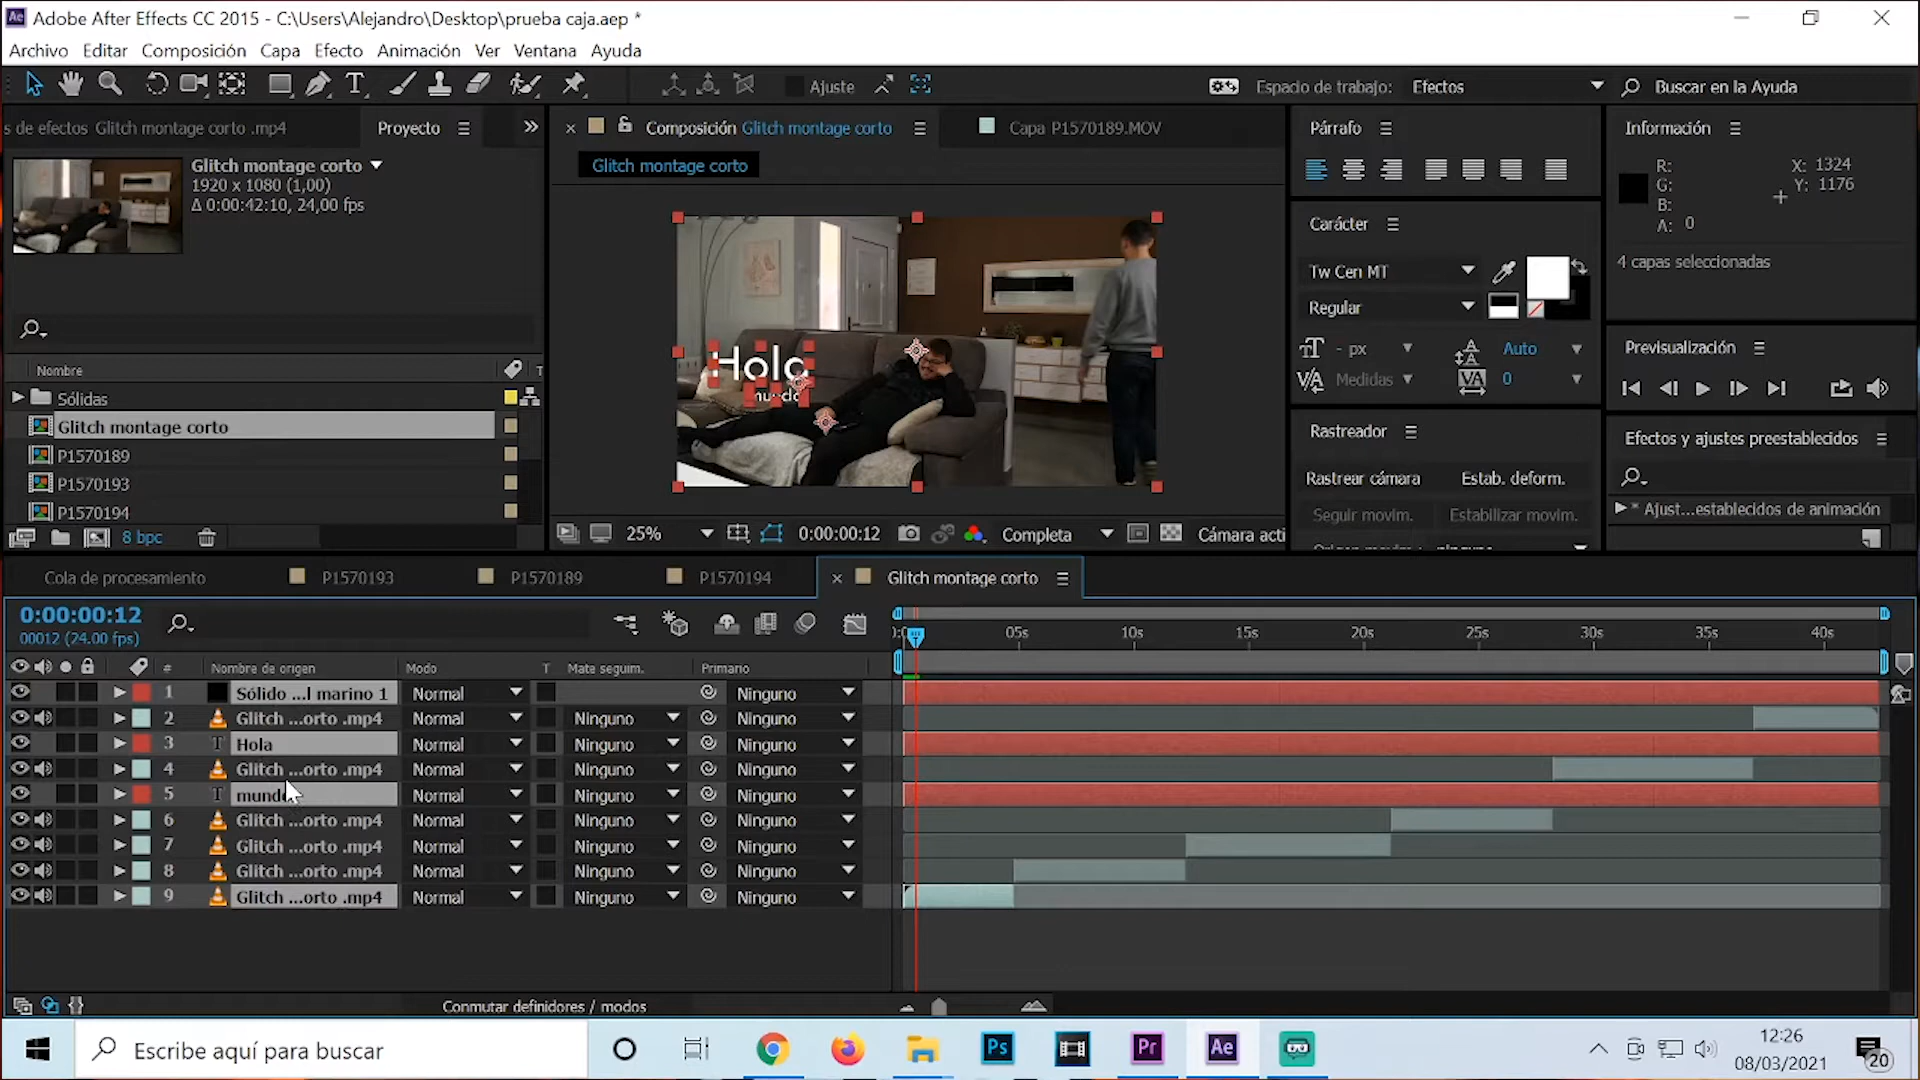 Adobe After Effects CC 2015 - C:\Users\Alejandro\Desktop\prueba caja.aep *
Archivo Editar Composición Capa Efecto Animación Ver Ventana Ayuda
Ajuste
Espacio de trabajo: Efectos
Buscar en la Ayuda
s de efectos Glitch montage corto .mp4
Proyecto
Composición Glitch montage corto
Capa P1570189.MOV
Párrafo
Información
Glitch montage corto
1920 x 1080 (1,00)
Δ 0:00:42:10, 24,00 fps
Glitch montage corto
R:
G:
B:
A: 0
X: 1324
Y: 1176
4 capas seleccionadas
Carácter
Tw Cen MT
Regular
- px
Auto
Medidas
0
Previsualización
Hola
mundo
Nombre
Sólidas
Glitch montage corto
P1570189
P1570193
P1570194
8 bpc
Rastreador
Rastrear cámara
Estab. deform.
Seguir movim.
Estabilizar movim.
Efectos y ajustes preestablecidos
* Ajust...establecidos de animación
25%
0:00:00:12
Completa
Cámara acti
Cola de procesamiento
P1570193
P1570189
P1570194
Glitch montage corto
0:00:00:12
00012 (24.00 fps)
05s 10s 15s 20s 25s 30s 35s 40s
# Nombre de origen Modo T Mate seguim. Primario
1 Sólido ...l marino 1 Normal Ninguno
2 Glitch ...orto .mp4 Normal Ninguno Ninguno
3 Hola Normal Ninguno Ninguno
4 Glitch ...orto .mp4 Normal Ninguno Ninguno
5 mundo Normal Ninguno Ninguno
6 Glitch ...orto .mp4 Normal Ninguno Ninguno
7 Glitch ...orto .mp4 Normal Ninguno Ninguno
8 Glitch ...orto .mp4 Normal Ninguno Ninguno
9 Glitch ...orto .mp4 Normal Ninguno Ninguno
Conmutar definidores / modos
Escribe aquí para buscar
Ps
Pr
Ae
12:26
08/03/2021
20